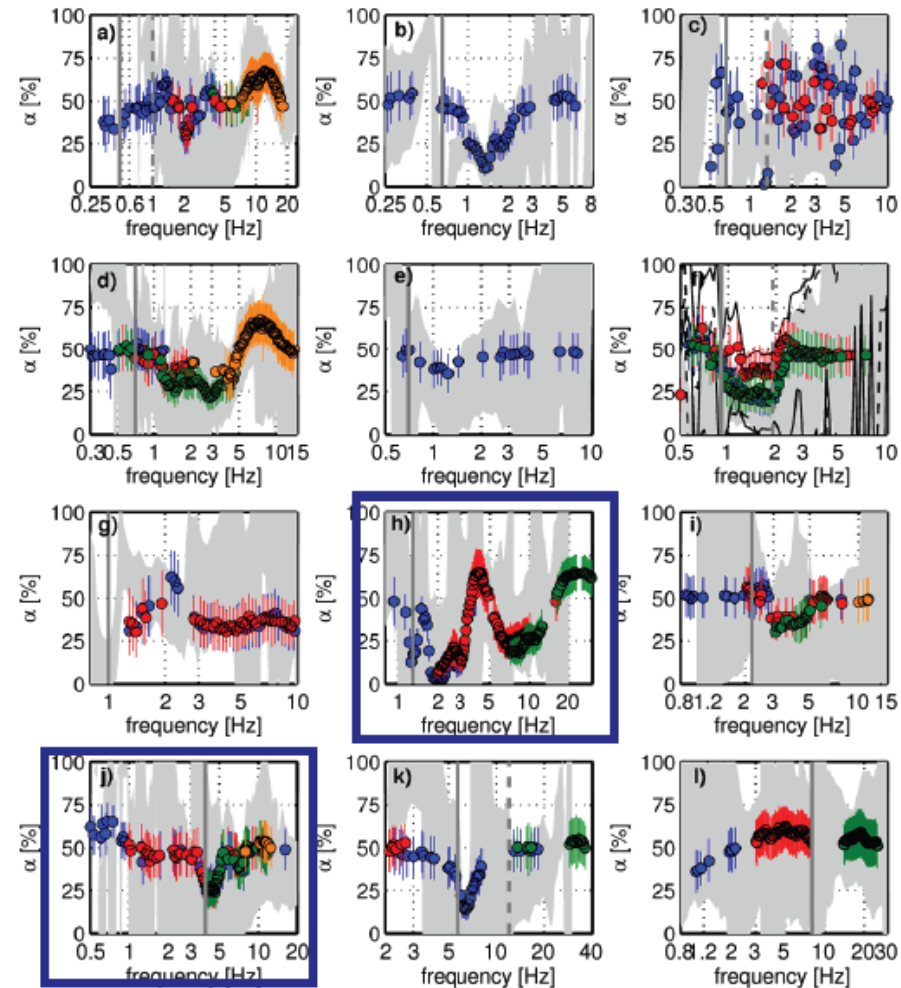 a) b) c)
α [%] α [%] α [%]
100 100 100
75 75 75
50 50 50
25 25 25
0 0 0
0.25 0.6 1 2 5 10 20 0.25 0.5 1 2 5 8 0.3 0.5 1 2 3 5 10
frequency [Hz] frequency [Hz] frequency [Hz]
d) e) f)
α [%] α [%] α [%]
100 100 100
75 75 75
50 50 50
25 25 25
0 0 0
0.3 0.5 1 2 5 10 15 0.5 1 2 3 5 10 0.5 1 2 3 5 10
frequency [Hz] frequency [Hz] frequency [Hz]
g) h) i)
α [%] α [%] α [%]
100 100 100
75 75 75
50 50 50
25 25 25
0 0 0
1 3 5 10 1 2 3 5 10 20 0.8 1.2 2 3 5 10 15
frequency [Hz] frequency [Hz] frequency [Hz]
j) k) l)
α [%] α [%] α [%]
100 100 100
75 75 75
50 50 50
25 25 25
0 0 0
0.5 1 2 3 5 10 20 2 3 5 10 20 40 0.8 1.2 2 3 5 10 20 30
frequency [Hz] frequency [Hz] frequency [Hz]